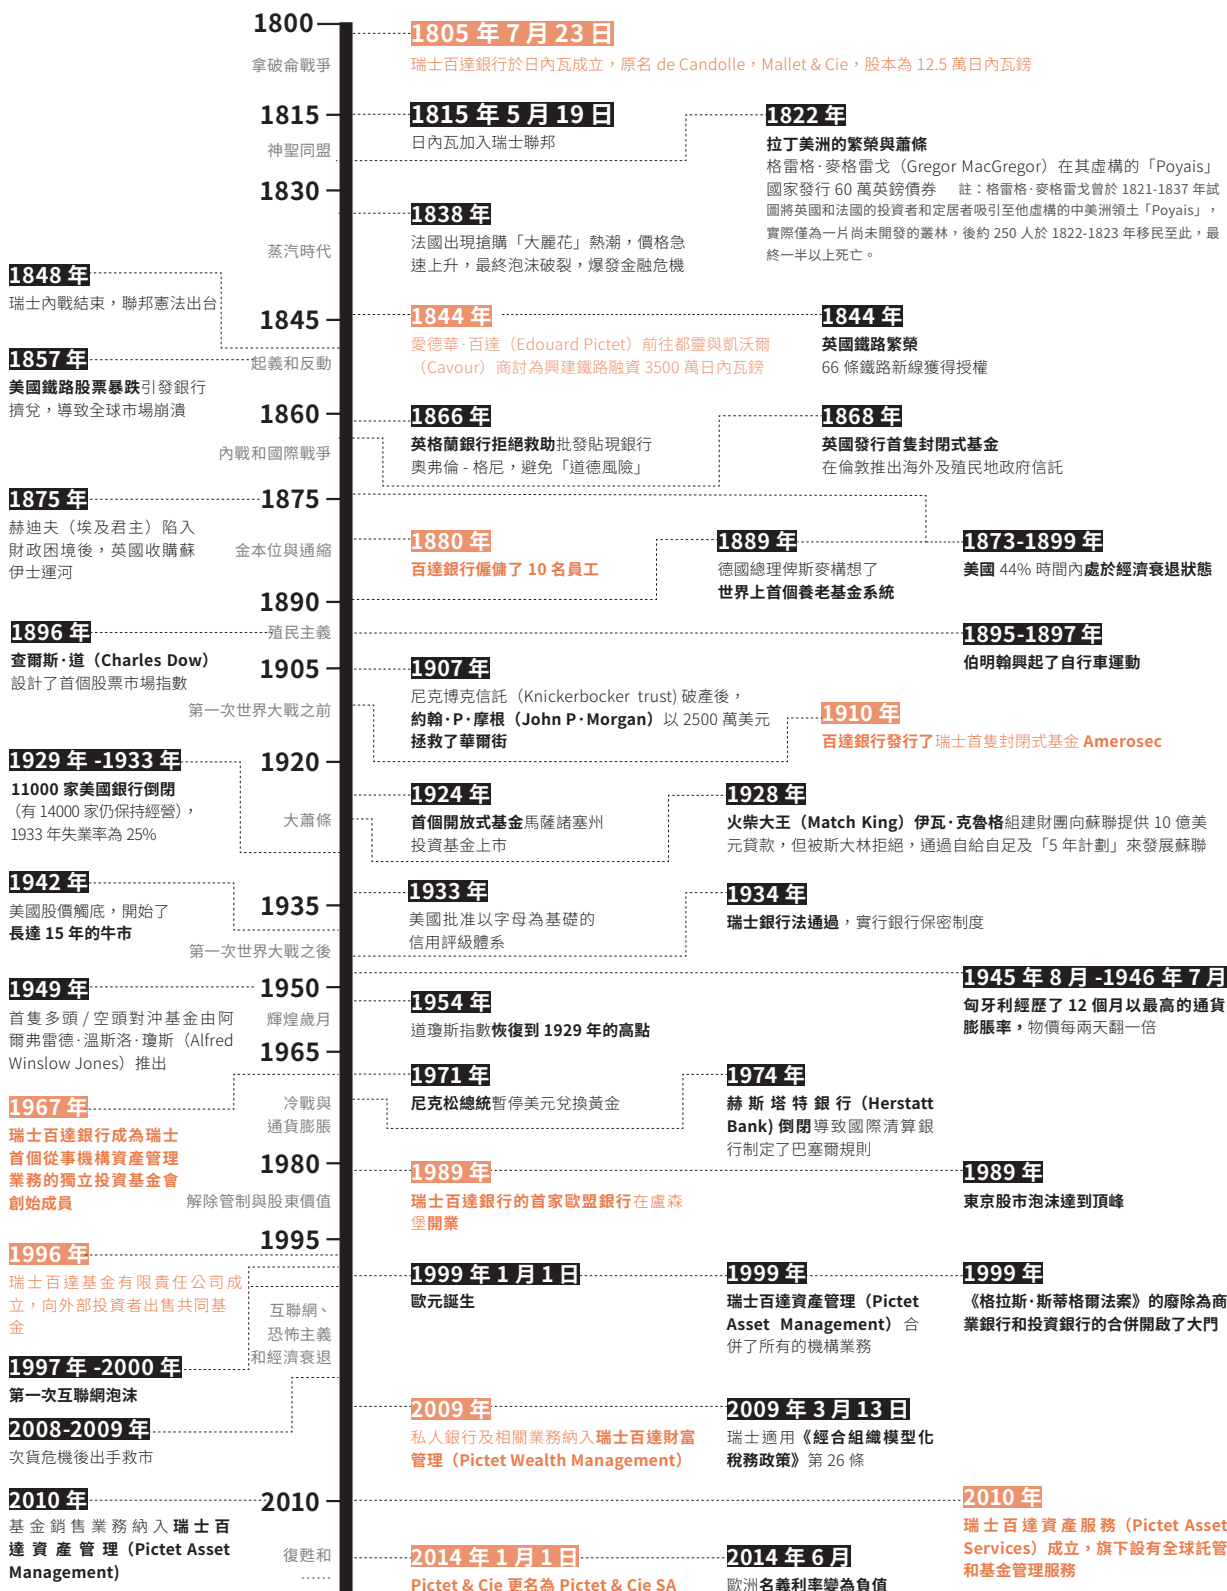 1800
1805 年 7 月 23 日
瑞士百達銀行於日內瓦成立，原名 de Candolle，Mallet & Cie，股本為 12.5 萬日內瓦鎊
拿破侖戰爭
1815
1815 年 5 月 19 日
日內瓦加入瑞士聯邦
1822 年
拉丁美洲的繁榮與蕭條
格雷格·麥格雷戈（Gregor MacGregor）在其虛構的「Poyais」
國家發行 60 萬英鎊債券 註：格雷格·麥格雷戈曾於 1821-1837 年試
圖將英國和法國的投資者和定居者吸引至他虛構的中美洲領土「Poyais」，
實際僅為一片尚未開發的叢林，後約 250 人於 1822-1823 年移民至此，最
終一半以上死亡。
神聖同盟
1830
1838 年
法國出現搶購「大麗花」熱潮，價格急
速上升，最終泡沫破裂，爆發金融危機
蒸汽時代
1848 年
瑞士內戰結束，聯邦憲法出台
1845
1844 年
愛德華·百達（Edouard Pictet）前往都靈與凱沃爾
（Cavour）商討為興建鐵路融資 3500 萬日內瓦鎊
1844 年
英國鐵路繁榮
66 條鐵路新線獲得授權
1857 年
美國鐵路股票暴跌引發銀行
擠兌，導致全球市場崩潰
起義和反動
1860
1866 年
英格蘭銀行拒絕救助批發貼現銀行
奧弗倫 - 格尼，避免「道德風險」
1868 年
英國發行首隻封閉式基金
在倫敦推出海外及殖民地政府信託
內戰和國際戰爭
1875 年
赫迪夫（埃及君主）陷入
財政困境後，英國收購蘇
伊士運河
1875
金本位與通縮
1880 年
百達銀行僱傭了 10 名員工
1889 年
德國總理俾斯麥構想了
世界上首個養老基金系統
1873-1899 年
美國 44% 時間內處於經濟衰退狀態
1890
1896 年
查爾斯·道（Charles Dow）
設計了首個股票市場指數
殖民主義
1895-1897 年
伯明翰興起了自行車運動
1905
1907 年
尼克博克信託（Knickerbocker trust) 破產後，
約翰·P·摩根（John P·Morgan）以 2500 萬美元
拯救了華爾街
第一次世界大戰之前
1910 年
百達銀行發行了瑞士首隻封閉式基金 Amerosec
1929 年 -1933 年
11000 家美國銀行倒閉
（有 14000 家仍保持經營），
1933 年失業率為 25%
1920
大蕭條
1924 年
首個開放式基金馬薩諸塞州
投資基金上市
1928 年
火柴大王（Match King）伊瓦·克魯格組建財團向蘇聯提供 10 億美
元貸款，但被斯大林拒絕，通過自給自足及「5 年計劃」來發展蘇聯
1942 年
美國股價觸底，開始了
長達 15 年的牛市
1935
1933 年
美國批准以字母為基礎的
信用評級體系
1934 年
瑞士銀行法通過，實行銀行保密制度
第一次世界大戰之後
1949 年
首隻多頭 / 空頭對沖基金由阿
爾弗雷德·溫斯洛·瓊斯（Alfred
Winslow Jones）推出
1950
輝煌歲月
1954 年
道瓊斯指數恢復到 1929 年的高點
1945 年 8 月 -1946 年 7 月
匈牙利經歷了 12 個月以最高的通貨
膨脹率，物價每兩天翻一倍
1965
1967 年
瑞士百達銀行成為瑞士
首個從事機構資產管理
業務的獨立投資基金會
創始成員
冷戰與
通貨膨脹
1971 年
尼克松總統暫停美元兌換黃金
1974 年
赫斯塔特銀行（Herstatt
Bank) 倒閉導致國際清算銀
行制定了巴塞爾規則
1980
解除管制與股東價值
1989 年
瑞士百達銀行的首家歐盟銀行在盧森
堡開業
1989 年
東京股市泡沫達到頂峰
1995
1996 年
瑞士百達基金有限責任公司成
立，向外部投資者出售共同基
金
1999 年 1 月 1 日
歐元誕生
1999 年
瑞士百達資產管理（Pictet
Asset Management）合
併了所有的機構業務
1999 年
《格拉斯·斯蒂格爾法案》的廢除為商
業銀行和投資銀行的合併開啟了大門
互聯網、
恐怖主義
和經濟衰退
1997 年 -2000 年
第一次互聯網泡沫
2008-2009 年
次貨危機後出手救市
2009 年
私人銀行及相關業務納入瑞士百達財富
管理（Pictet Wealth Management）
2009 年 3 月 13 日
瑞士適用《經合組織模型化
稅務政策》第 26 條
2010 年
基金銷售業務納入瑞士百
達資產管理（Pictet Asset
Management)
2010
復甦和
……
2010 年
瑞士百達資產服務（Pictet Asset
Services）成立，旗下設有全球託管
和基金管理服務
2014 年 1 月 1 日
Pictet & Cie 更名為 Pictet & Cie SA
2014 年 6 月
歐洲名義利率變為負值